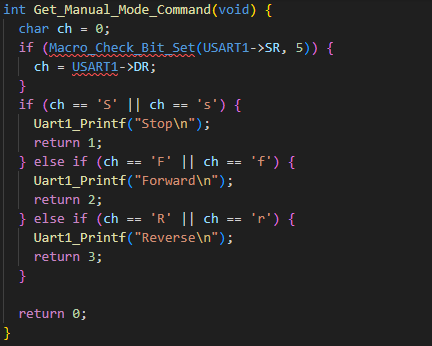 int Get_Manual_Mode_Command(void) {
  char ch = 0;
  if (Macro_Check_Bit_Set(USART1->SR, 5)) {
    ch = USART1->DR;
  }
  if (ch == 'S' || ch == 's') {
    Uart1_Printf("Stop\n");
    return 1;
  } else if (ch == 'F' || ch == 'f') {
    Uart1_Printf("Forward\n");
    return 2;
  } else if (ch == 'R' || ch == 'r') {
    Uart1_Printf("Reverse\n");
    return 3;
  }

  return 0;
}